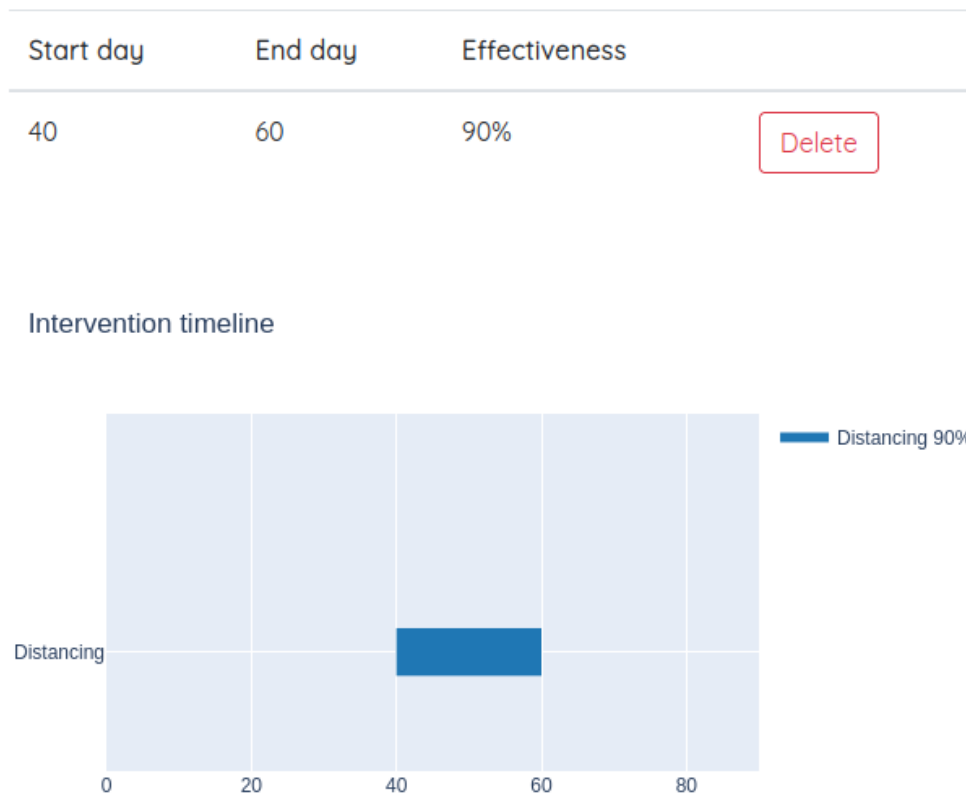 Start day End day Effectiveness
40 60 90% Delete
Intervention timeline
Distancing 90%
Distancing
0 20 40 60 80